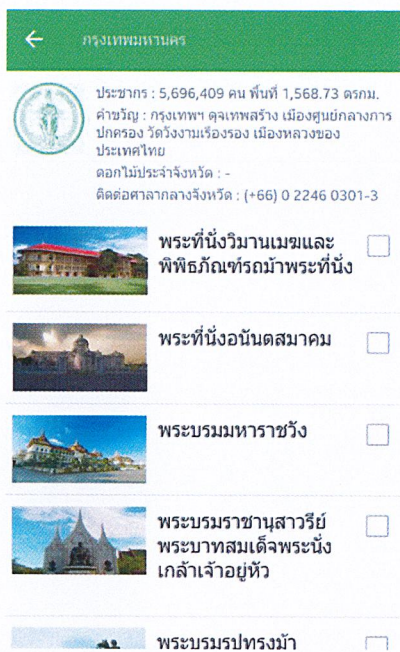 กรุงเทพมหานคร
ประชากร : 5,696,409 คน พื้นที่ 1,568.73 ตรกม.
คำขวัญ : กรุงเทพฯ ดุจเทพสร้าง เมืองศูนย์กลางการ
ปกครอง วัดวังงามเรืองรอง เมืองหลวงของ
ประเทศไทย
ดอกไม้ประจำจังหวัด : -
ติดต่อศาลากลางจังหวัด : (+66) 0 2246 0301-3
พระที่นั่งวิมานเมฆและ
พิพิธภัณฑ์รถม้าพระที่นั่ง
พระที่นั่งอนันตสมาคม
พระบรมมหาราชวัง
พระบรมราชานุสาวรีย์
พระบาทสมเด็จพระนั่ง
เกล้าเจ้าอยู่หัว
พระบรมรูปทรงม้า